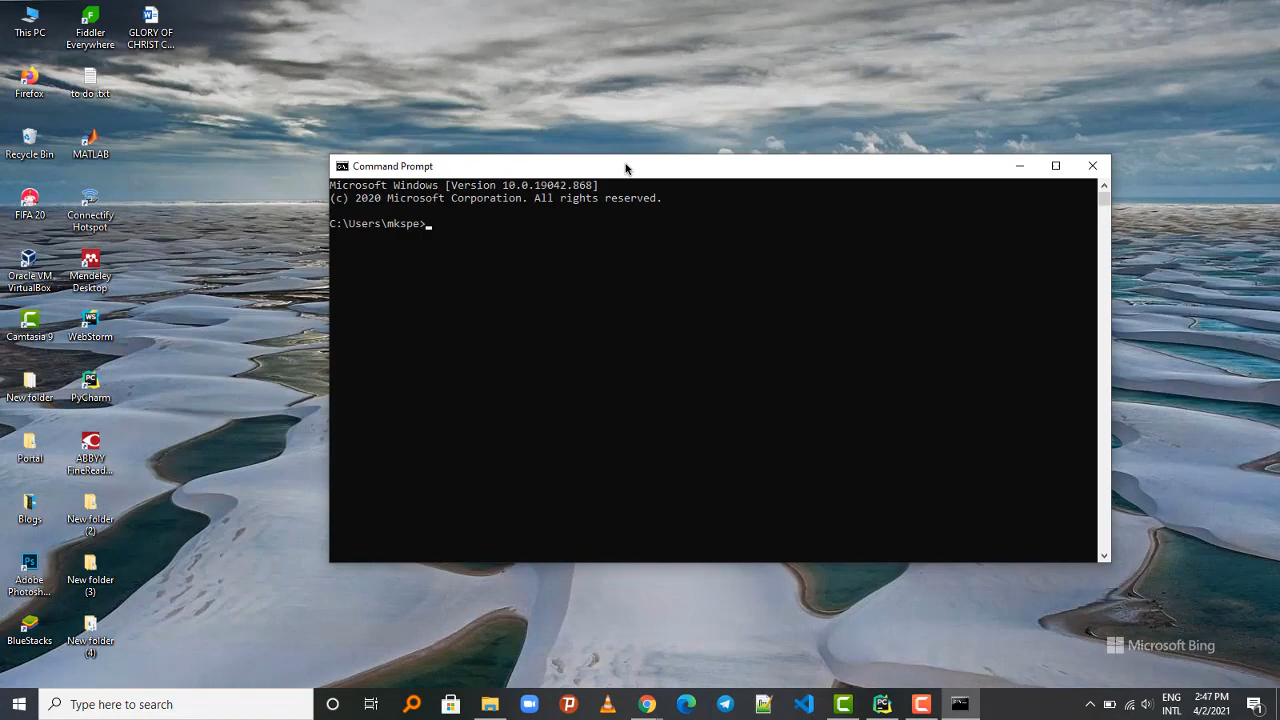 This PC
Fiddler
Everywhere
GLORY OF
CHRIST C...
Firefox
to do .txt
Recycle Bin
MATLAB
FIFA 20
Connectify
Hotspot
Oracle VM
VirtualBox
Mendeley
Desktop
Camtasia 9
WebStorm
New folder
PyCharm
Portal
ABBYY
FineRead...
Blogs
New folder
(2)
Adobe
Photosh...
New folder
(3)
BlueStacks
New folder
(4)
Command Prompt
Microsoft Windows [Version 10.0.19042.868]
(c) 2020 Microsoft Corporation. All rights reserved.
C:\Users\mkspe>
Microsoft Bing
Type here to search
ENG
INTL
2:47 PM
4/2/2021
1